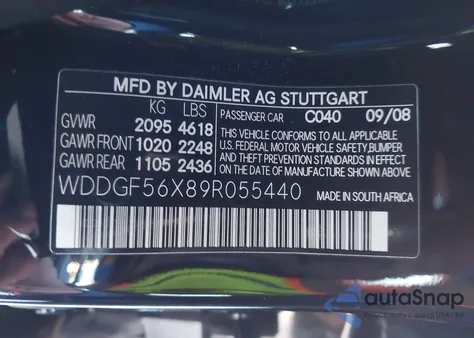 MFD BY DAIMLER AG STUTTGART
KG LBS PASSENGER CAR C040 09/08
GVWR 2095 4618
GAWR FRONT 1020 2248
GAWR REAR 1105 2436
THIS VEHICLE CONFORMS TO ALL APPLICABLE
U.S. FEDERAL MOTOR VEHICLE SAFETY, BUMPER
AND THEFT PREVENTION STANDARDS IN EFFECT
ON THE DATE OF MANUFACTURE SHOWN ABOVE.
WDDGF56X89R055440 MADE IN SOUTH AFRICA
autoSnap